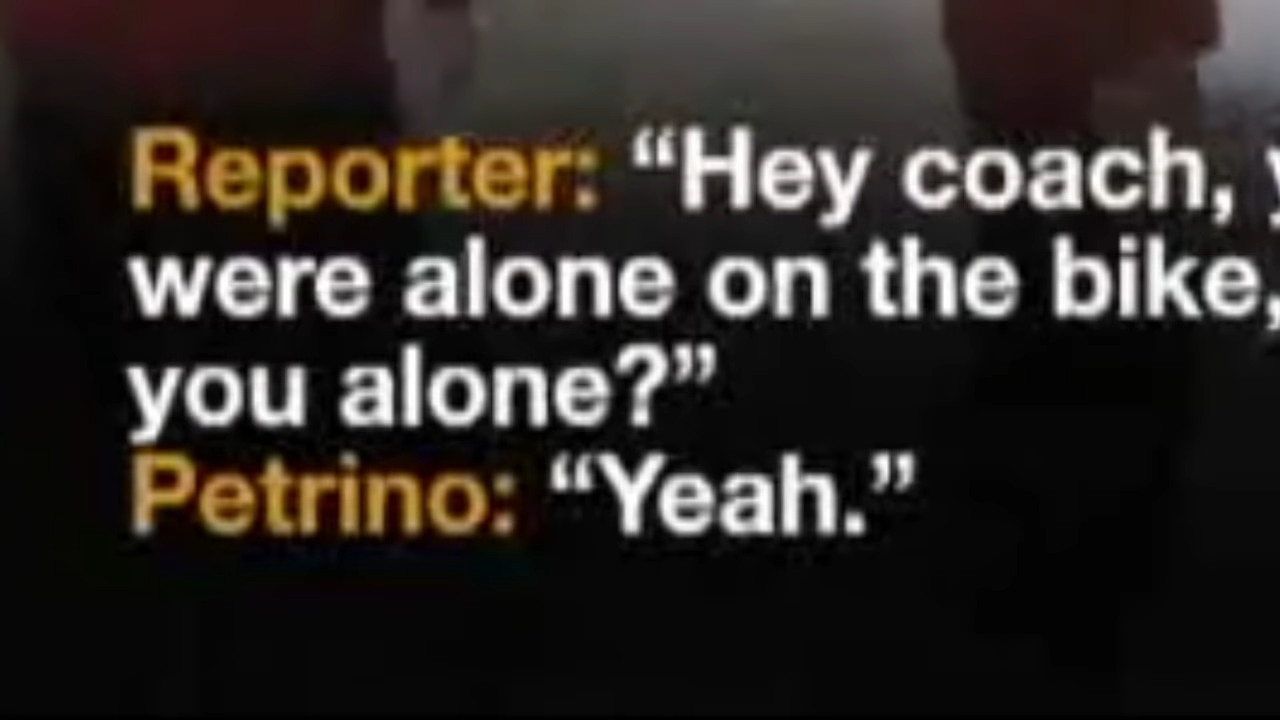 Reporter: “Hey coach,
were alone on the bike,
you alone?”
Petrino: “Yeah.”